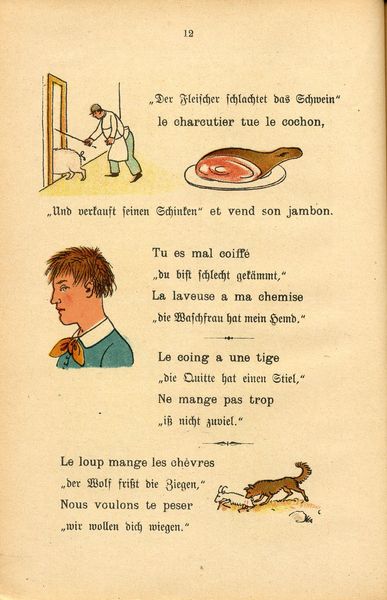 12
„Der Fleischer schlachtet das Schwein“
le charcutier tue le cochon,
„Und verkauft seinen Schinken“ et vend son jambon.
Tu es mal coiffé
„du bist schlecht gekämmt,“
La laveuse a ma chemise
„die Waschfrau hat mein Hemd,“
Le coing a une tige
„die Quitte hat einen Stiel,“
Ne mange pas trop
„iß nicht zuviel.“
Le loup mange les chèvres
„der Wolf frißt die Ziegen,“
Nous voulons te peser
„wir wollen dich wiegen.“